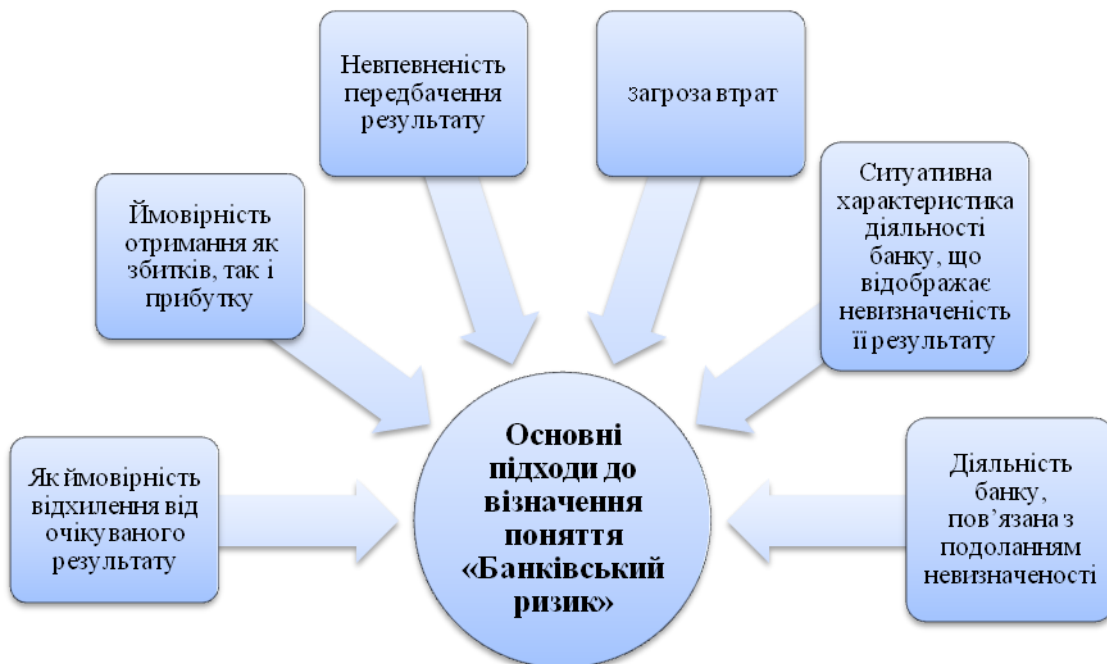 Невпевненість
передбачення
результату
загроза втрат
Ймовірність
отримання як
збитків, так і
прибутку
Ситуативна
характеристика
діяльності
банку, що
відображає
невизначеність
її результату
Як ймовірність
відхилення від
очікуваного
результату
Основні
підходи до
візначення
поняття
«Банківський
ризик»
Діяльність
банку,
пов’язана з
подоланням
невизначеності